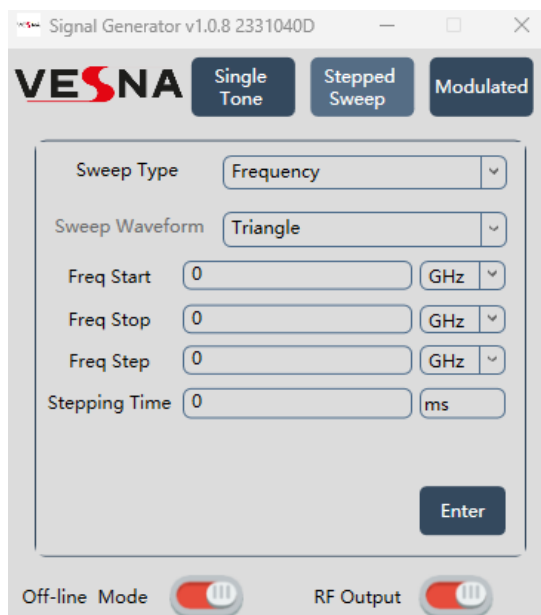 Signal Generator v1.0.8 2331040D
VESNA
Single
Tone
Stepped
Sweep
Modulated
Sweep Type Frequency
Sweep Waveform Triangle
Freq Start 0 GHz
Freq Stop 0 GHz
Freq Step 0 GHz
Stepping Time 0 ms
Enter
Off-line Mode RF Output